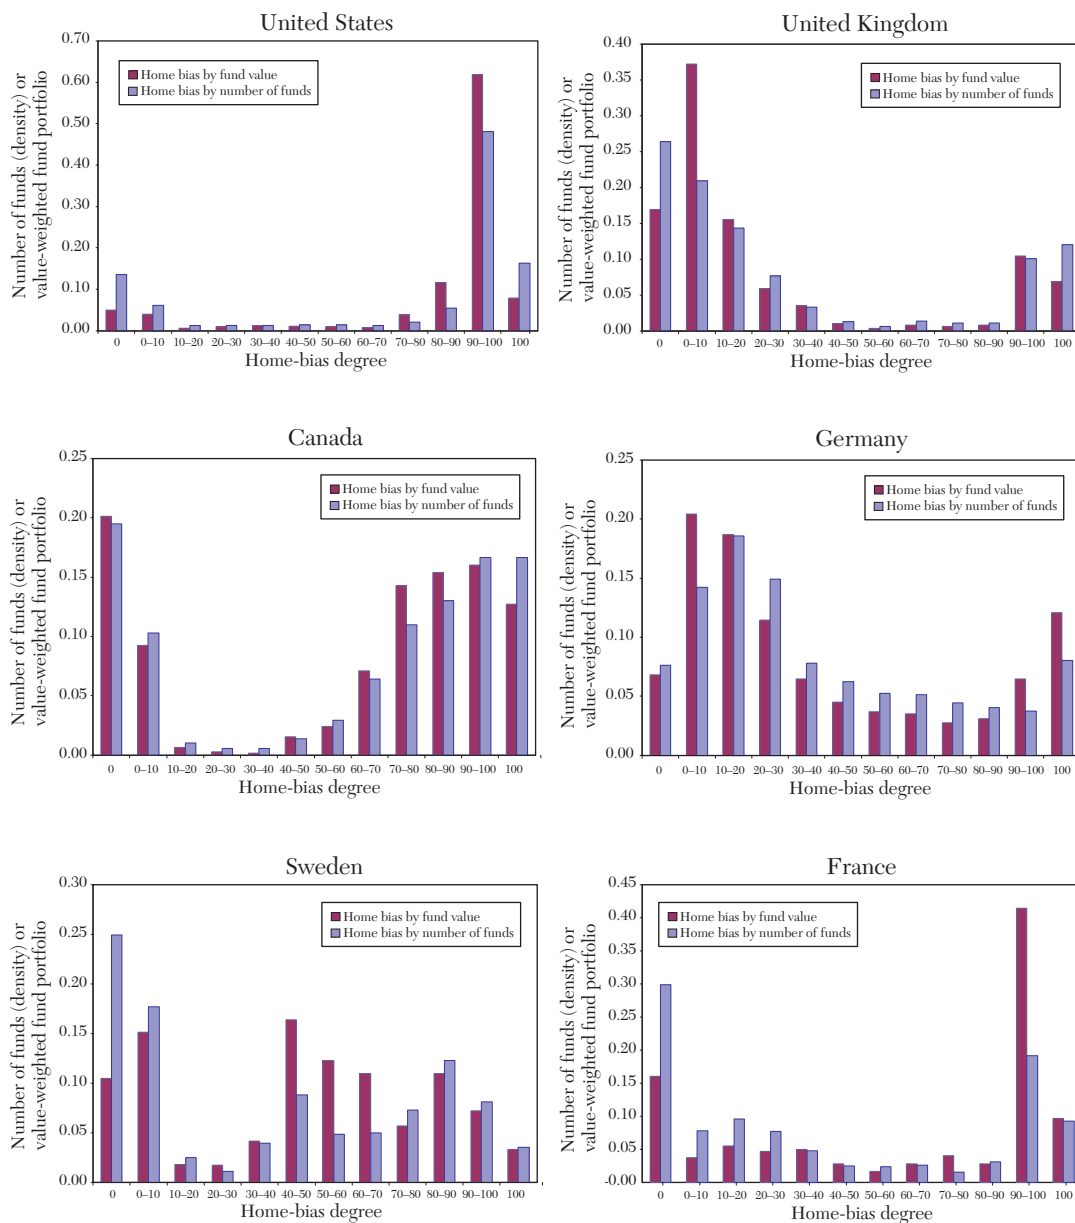 United States
Number of funds (density) or
value-weighted fund portfolio
0.70
0.60
0.50
0.40
0.30
0.20
0.10
0.00
Home bias by fund value
Home bias by number of funds
0 0–10 10–20 20–30 30–40 40–50 50–60 60–70 70–80 80–90 90–100 100
Home-bias degree
United Kingdom
Number of funds (density) or
value-weighted fund portfolio
0.40
0.35
0.30
0.25
0.20
0.15
0.10
0.05
0.00
Home bias by fund value
Home bias by number of funds
0 0–10 10–20 20–30 30–40 40–50 50–60 60–70 70–80 80–90 90–100 100
Home-bias degree
Canada
Number of funds (density) or
value-weighted fund portfolio
0.25
0.20
0.15
0.10
0.05
0.00
Home bias by fund value
Home bias by number of funds
0 0–10 10–20 20–30 30–40 40–50 50–60 60–70 70–80 80–90 90–100 100
Home-bias degree
Germany
Number of funds (density) or
value-weighted fund portfolio
0.25
0.20
0.15
0.10
0.05
0.00
Home bias by fund value
Home bias by number of funds
0 0–10 10–20 20–30 30–40 40–50 50–60 60–70 70–80 80–90 90–100 100
Home-bias degree
Sweden
Number of funds (density) or
value-weighted fund portfolio
0.30
0.25
0.20
0.15
0.10
0.05
0.00
Home bias by fund value
Home bias by number of funds
0 0–10 10–20 20–30 30–40 40–50 50–60 60–70 70–80 80–90 90–100 100
Home-bias degree
France
Number of funds (density) or
value-weighted fund portfolio
0.45
0.40
0.35
0.30
0.25
0.20
0.15
0.10
0.05
-0.00
Home bias by fund value
Home bias by number of funds
0 0–10 10–20 20–30 30–40 40–50 50–60 60–70 70–80 80–90 90–100 100
Home-bias degree